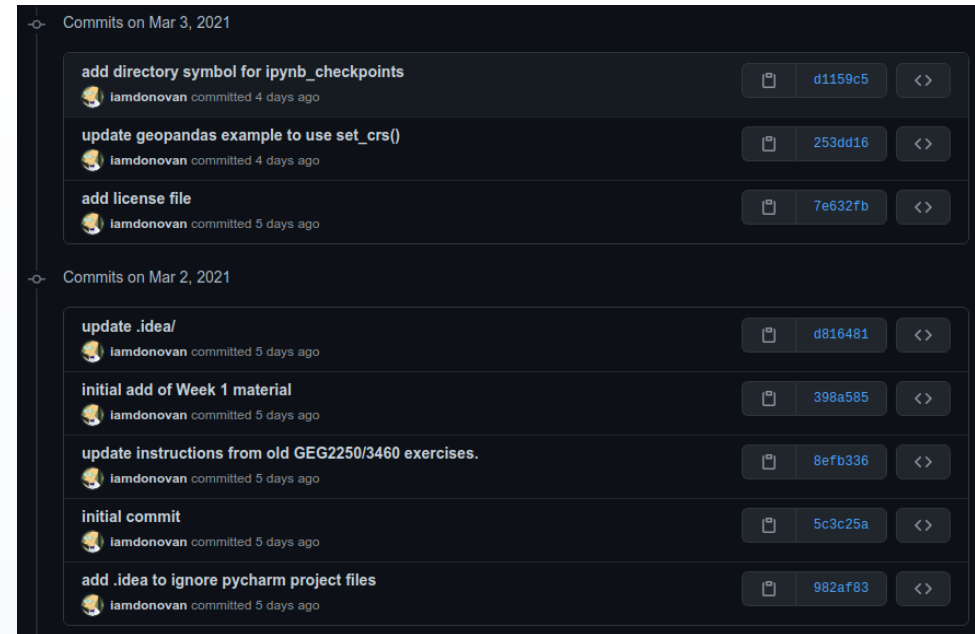 Commits on Mar 3, 2021
add directory symbol for ipynb_checkpoints
iamdonovan committed 4 days ago
d1159c5
update geopandas example to use set_crs()
iamdonovan committed 4 days ago
253dd16
add license file
iamdonovan committed 5 days ago
7e632fb
Commits on Mar 2, 2021
update .idea/
iamdonovan committed 5 days ago
d816481
initial add of Week 1 material
iamdonovan committed 5 days ago
398a585
update instructions from old GEG2250/3460 exercises.
iamdonovan committed 5 days ago
8efb336
initial commit
iamdonovan committed 5 days ago
5c3c25a
add .idea to ignore pycharm project files
iamdonovan committed 5 days ago
982af83